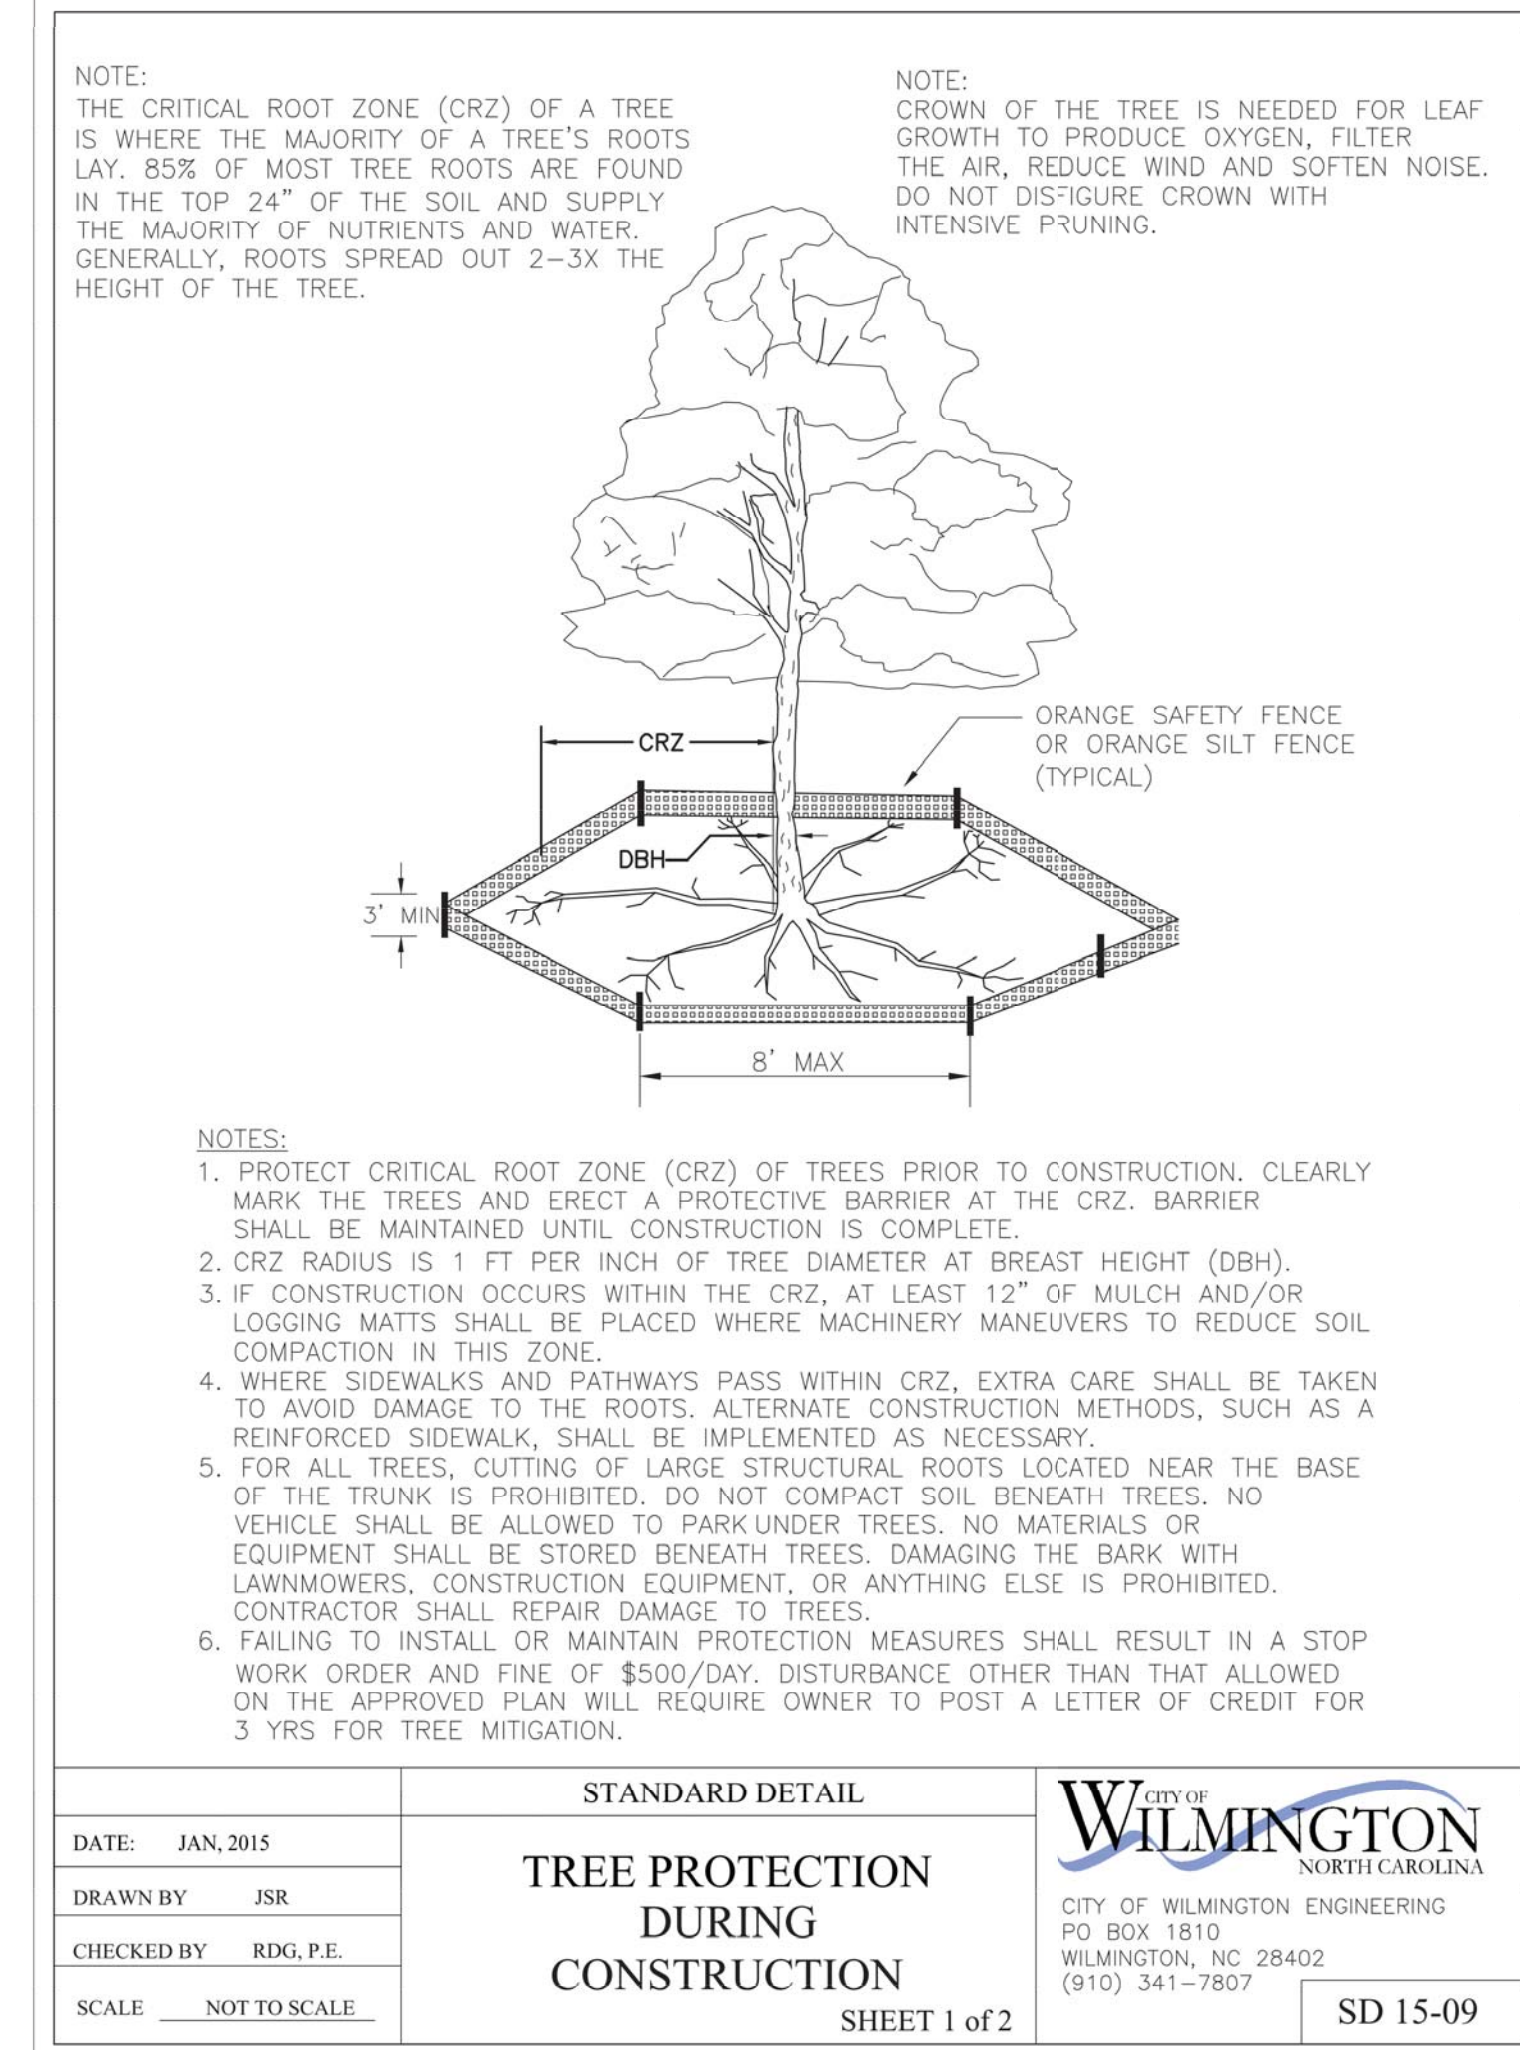 NOTE:
THE CRITICAL ROOT ZONE (CRZ) OF A TREE
IS WHERE THE MAJORITY OF A TREE'S ROOTS
LAY. 85% OF MOST TREE ROOTS ARE FOUND
IN THE TOP 24" OF THE SOIL AND SUPPLY
THE MAJORITY OF NUTRIENTS AND WATER.
GENERALLY, ROOTS SPREAD OUT 2-3X THE
HEIGHT OF THE TREE.
NOTE:
CROWN OF THE TREE IS NEEDED FOR LEAF
GROWTH TO PRODUCE OXYGEN, FILTER
THE AIR, REDUCE WIND AND SOFTEN NOISE.
DO NOT DISFIGURE CROWN WITH
INTENSIVE PRUNING.
ORANGE SAFETY FENCE
OR ORANGE SILT FENCE
(TYPICAL)
CRZ
DBH
3' MIN
8' MAX
NOTES:
1. PROTECT CRITICAL ROOT ZONE (CRZ) OF TREES PRIOR TO CONSTRUCTION. CLEARLY
MARK THE TREES AND ERECT A PROTECTIVE BARRIER AT THE CRZ. BARRIER
SHALL BE MAINTAINED UNTIL CONSTRUCTION IS COMPLETE.
2. CRZ RADIUS IS 1 FT PER INCH OF TREE DIAMETER AT BREAST HEIGHT (DBH).
3. IF CONSTRUCTION OCCURS WITHIN THE CRZ, AT LEAST 12" OF MULCH AND/OR
LOGGING MATTS SHALL BE PLACED WHERE MACHINERY MANEUVERS TO REDUCE SOIL
COMPACTION IN THIS ZONE.
4. WHERE SIDEWALKS AND PATHWAYS PASS WITHIN CRZ, EXTRA CARE SHALL BE TAKEN
TO AVOID DAMAGE TO THE ROOTS. ALTERNATE CONSTRUCTION METHODS, SUCH AS A
REINFORCED SIDEWALK, SHALL BE IMPLEMENTED AS NECESSARY.
5. FOR ALL TREES, CUTTING OF LARGE STRUCTURAL ROOTS LOCATED NEAR THE BASE
OF THE TRUNK IS PROHIBITED. DO NOT COMPACT SOIL BENEATH TREES. NO
VEHICLE SHALL BE ALLOWED TO PARK UNDER TREES. NO MATERIALS OR
EQUIPMENT SHALL BE STORED BENEATH TREES. DAMAGING THE BARK WITH
LAWNMOWERS, CONSTRUCTION EQUIPMENT, OR ANYTHING ELSE IS PROHIBITED.
CONTRACTOR SHALL REPAIR DAMAGE TO TREES.
6. FAILING TO INSTALL OR MAINTAIN PROTECTION MEASURES SHALL RESULT IN A STOP
WORK ORDER AND FINE OF $500/DAY. DISTURBANCE OTHER THAN THAT ALLOWED
ON THE APPROVED PLAN WILL REQUIRE OWNER TO POST A LETTER OF CREDIT FOR
3 YRS FOR TREE MITIGATION.
DATE: JAN, 2015
DRAWN BY JSR
CHECKED BY RDG, P.E.
SCALE NOT TO SCALE
STANDARD DETAIL
TREE PROTECTION
DURING
CONSTRUCTION
SHEET 1 of 2
CITY OF
WILMINGTON
NORTH CAROLINA
CITY OF WILMINGTON ENGINEERING
PO BOX 1810
WILMINGTON, NC 28402
(910) 341-7807
SD 15-09